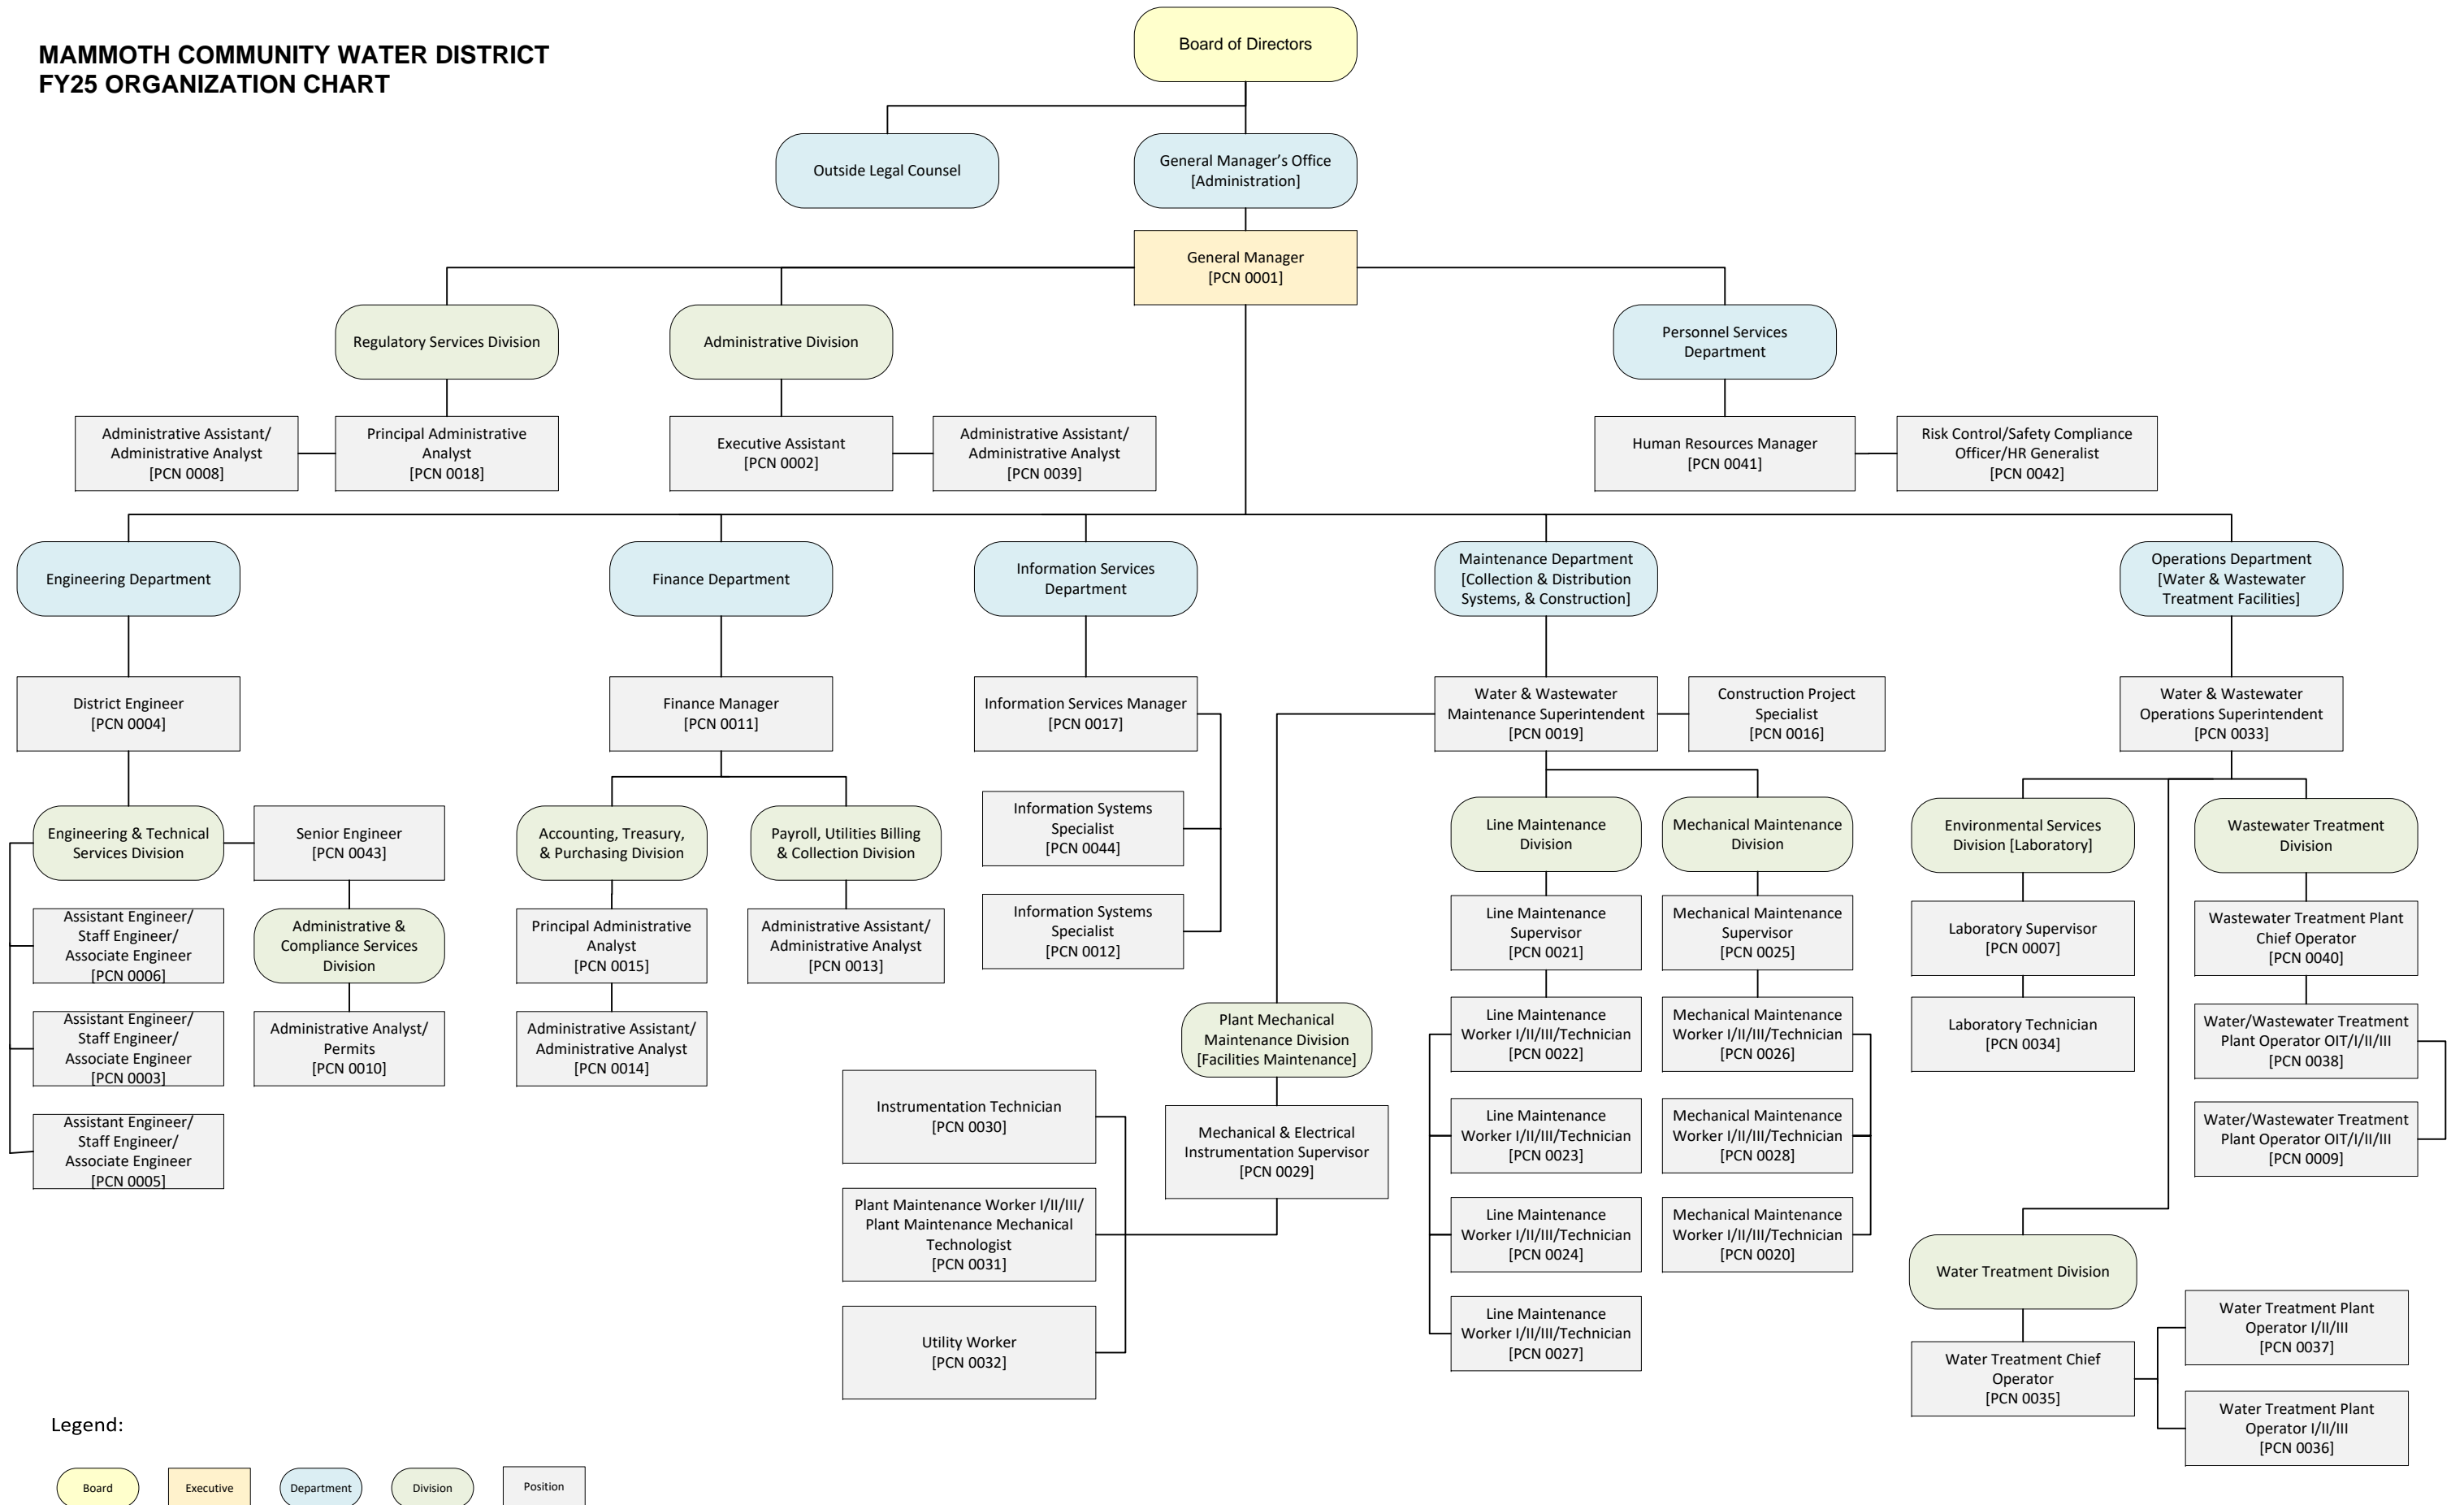 MAMMOTH COMMUNITY WATER DISTRICT
FY25 ORGANIZATION CHART
Board of Directors
Outside Legal Counsel
General Manager’s Office
[Administration]
General Manager
[PCN 0001]
Regulatory Services Division
Administrative Division
Personnel Services
Department
Administrative Assistant/
Administrative Analyst
[PCN 0008]
Principal Administrative
Analyst
[PCN 0018]
Executive Assistant
[PCN 0002]
Administrative Assistant/
Administrative Analyst
[PCN 0039]
Human Resources Manager
[PCN 0041]
Risk Control/Safety Compliance
Officer/HR Generalist
[PCN 0042]
Engineering Department
Finance Department
Information Services
Department
Maintenance Department
[Collection & Distribution
Systems, & Construction]
Operations Department
[Water & Wastewater
Treatment Facilities]
District Engineer
[PCN 0004]
Finance Manager
[PCN 0011]
Information Services Manager
[PCN 0017]
Water & Wastewater
Maintenance Superintendent
[PCN 0019]
Construction Project
Specialist
[PCN 0016]
Water & Wastewater
Operations Superintendent
[PCN 0033]
Engineering & Technical
Services Division
Senior Engineer
[PCN 0043]
Assistant Engineer/
Staff Engineer/
Associate Engineer
[PCN 0006]
Administrative &
Compliance Services
Division
Assistant Engineer/
Staff Engineer/
Associate Engineer
[PCN 0003]
Administrative Analyst/
Permits
[PCN 0010]
Assistant Engineer/
Staff Engineer/
Associate Engineer
[PCN 0005]
Accounting, Treasury,
& Purchasing Division
Payroll, Utilities Billing
& Collection Division
Principal Administrative
Analyst
[PCN 0015]
Administrative Assistant/
Administrative Analyst
[PCN 0013]
Administrative Assistant/
Administrative Analyst
[PCN 0014]
Information Systems
Specialist
[PCN 0044]
Information Systems
Specialist
[PCN 0012]
Plant Mechanical
Maintenance Division
[Facilities Maintenance]
Mechanical & Electrical
Instrumentation Supervisor
[PCN 0029]
Instrumentation Technician
[PCN 0030]
Plant Maintenance Worker I/II/III/
Plant Maintenance Mechanical
Technologist
[PCN 0031]
Utility Worker
[PCN 0032]
Line Maintenance
Division
Line Maintenance
Supervisor
[PCN 0021]
Line Maintenance
Worker I/II/III/Technician
[PCN 0022]
Line Maintenance
Worker I/II/III/Technician
[PCN 0023]
Line Maintenance
Worker I/II/III/Technician
[PCN 0024]
Line Maintenance
Worker I/II/III/Technician
[PCN 0027]
Mechanical Maintenance
Division
Mechanical Maintenance
Supervisor
[PCN 0025]
Mechanical Maintenance
Worker I/II/III/Technician
[PCN 0026]
Mechanical Maintenance
Worker I/II/III/Technician
[PCN 0028]
Mechanical Maintenance
Worker I/II/III/Technician
[PCN 0020]
Environmental Services
Division [Laboratory]
Laboratory Supervisor
[PCN 0007]
Laboratory Technician
[PCN 0034]
Wastewater Treatment
Division
Wastewater Treatment Plant
Chief Operator
[PCN 0040]
Water/Wastewater Treatment
Plant Operator OIT/I/II/III
[PCN 0038]
Water/Wastewater Treatment
Plant Operator OIT/I/II/III
[PCN 0009]
Water Treatment Division
Water Treatment Chief
Operator
[PCN 0035]
Water Treatment Plant
Operator I/II/III
[PCN 0037]
Water Treatment Plant
Operator I/II/III
[PCN 0036]
Legend:
Board
Executive
Department
Division
Position